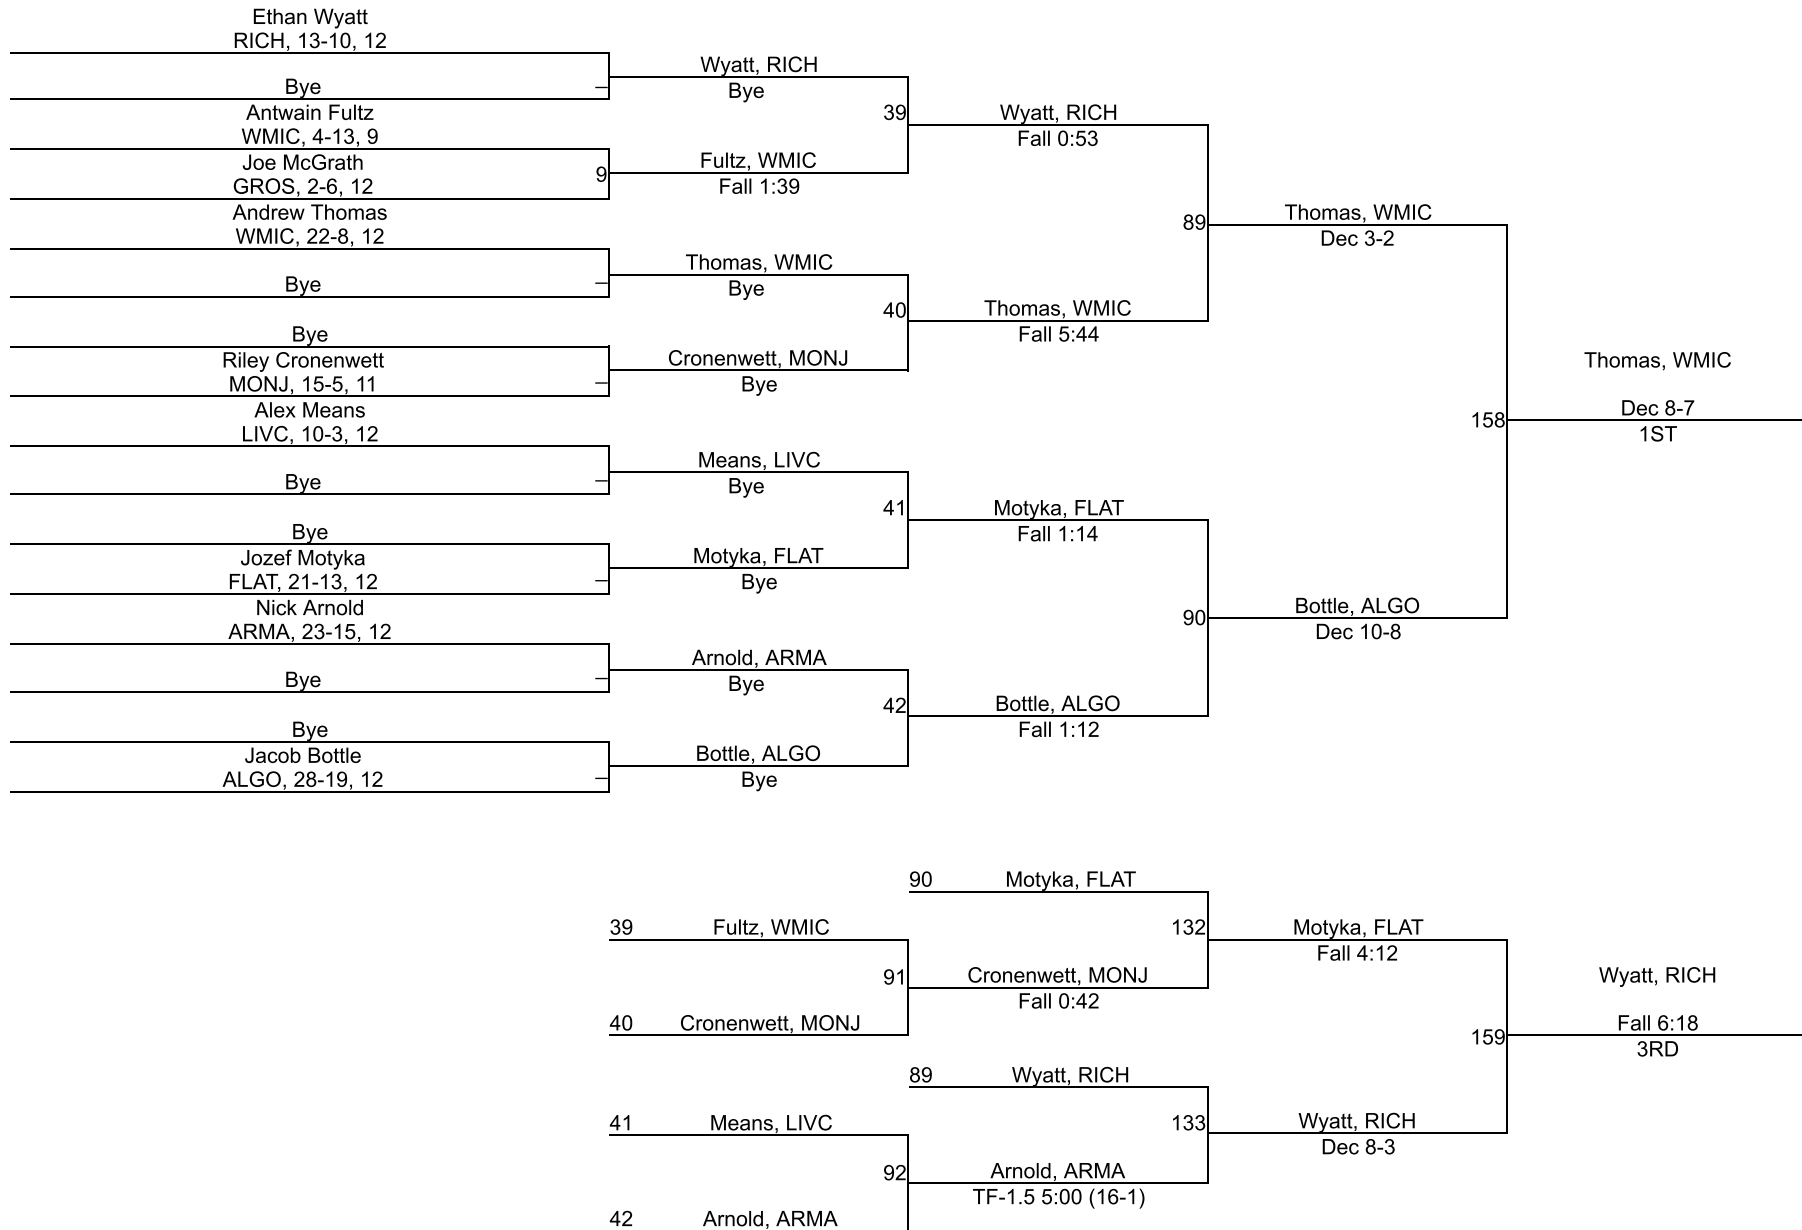 Ethan Wyatt
RICH, 13-10, 12
Bye
Antwain Fultz
WMIC, 4-13, 9
Joe McGrath
GROS, 2-6, 12
Andrew Thomas
WMIC, 22-8, 12
Bye
Bye
Riley Cronenwett
MONJ, 15-5, 11
Alex Means
LIVC, 10-3, 12
Bye
Bye
Jozef Motyka
FLAT, 21-13, 12
Nick Arnold
ARMA, 23-15, 12
Bye
Bye
Jacob Bottle
ALGO, 28-19, 12
–
9
–
–
–
–
–
–
Wyatt, RICH
Bye
Fultz, WMIC
Fall 1:39
Thomas, WMIC
Bye
Cronenwett, MONJ
Bye
Means, LIVC
Bye
Motyka, FLAT
Bye
Arnold, ARMA
Bye
Bottle, ALGO
Bye
39
40
41
42
Wyatt, RICH
Fall 0:53
Thomas, WMIC
Fall 5:44
Motyka, FLAT
Fall 1:14
Bottle, ALGO
Fall 1:12
89
90
Thomas, WMIC
Dec 3-2
Bottle, ALGO
Dec 10-8
158
Thomas, WMIC
Dec 8-7
1ST
39
Fultz, WMIC
40
Cronenwett, MONJ
41
Means, LIVC
42
Arnold, ARMA
91
92
90
Motyka, FLAT
Cronenwett, MONJ
Fall 0:42
89
Wyatt, RICH
Arnold, ARMA
TF-1.5 5:00 (16-1)
132
133
Motyka, FLAT
Fall 4:12
Wyatt, RICH
Dec 8-3
159
Wyatt, RICH
Fall 6:18
3RD